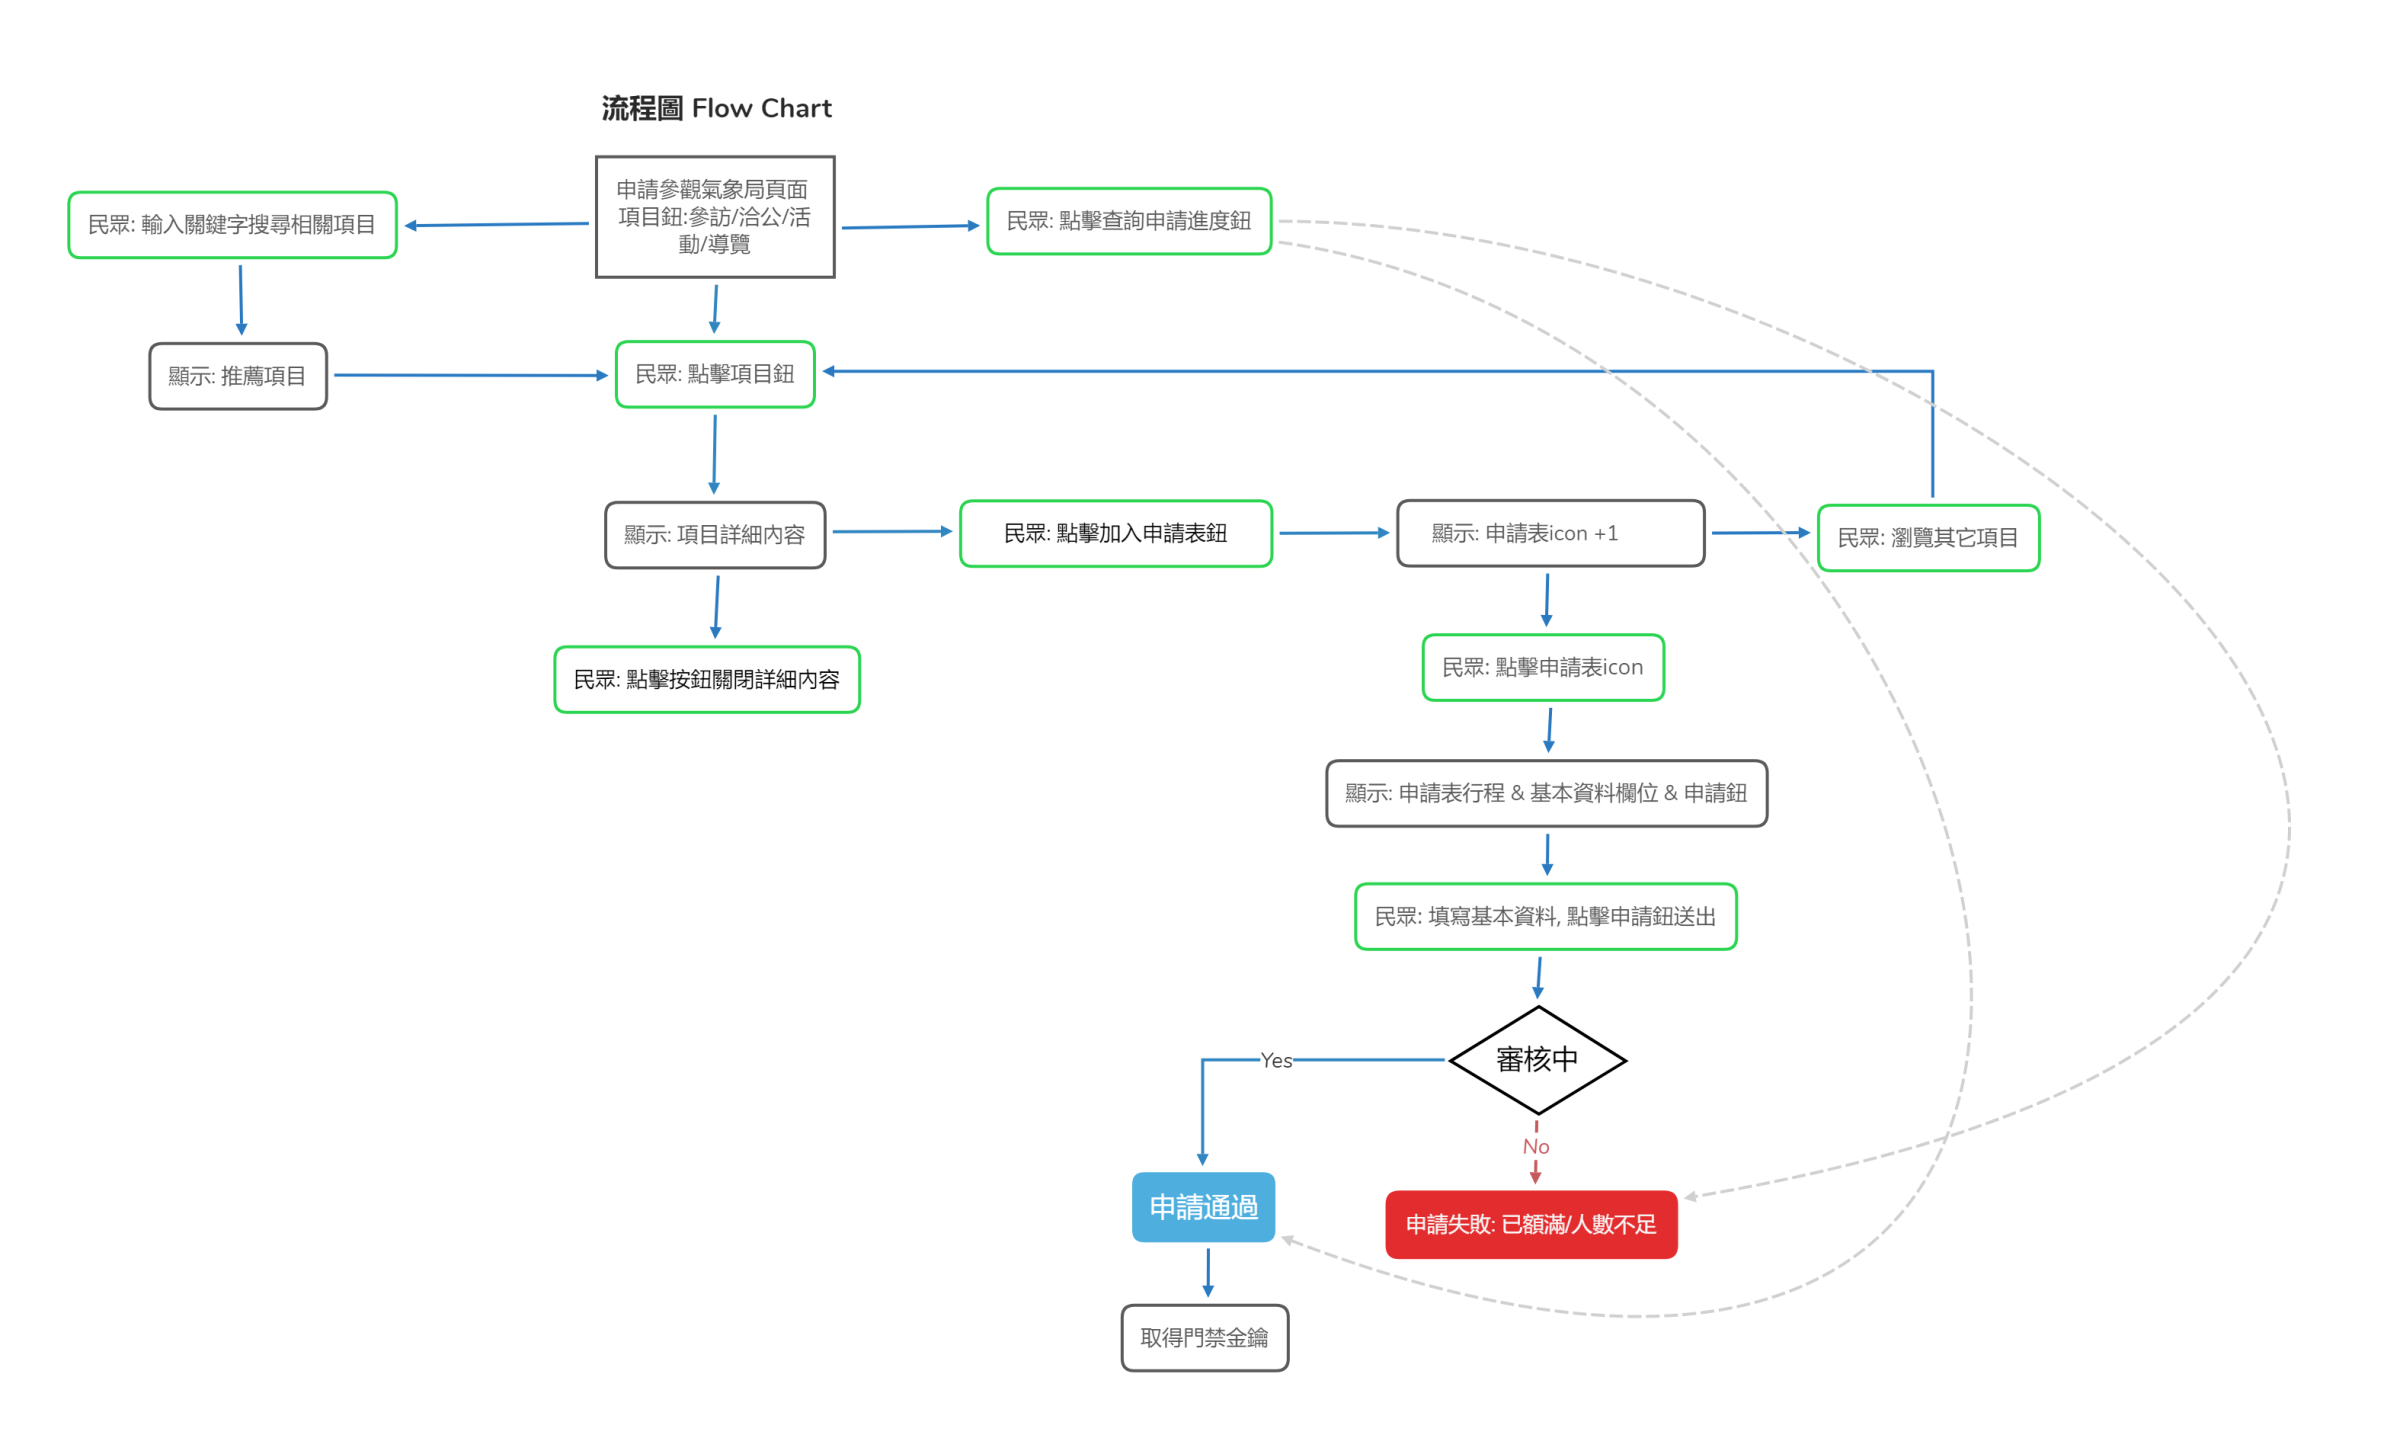 流程圖 Flow Chart
申請參觀氣象局頁面
項目鈕:參訪/洽公/活
動/導覽
民眾: 輸入關鍵字搜尋相關項目
民眾: 點擊查詢申請進度鈕
顯示: 推薦項目
民眾: 點擊項目鈕
顯示: 項目詳細內容
民眾: 點擊加入申請表鈕
顯示: 申請表icon +1
民眾: 瀏覽其它項目
民眾: 點擊按鈕關閉詳細內容
民眾: 點擊申請表icon
顯示: 申請表行程 & 基本資料欄位 & 申請鈕
民眾: 填寫基本資料, 點擊申請鈕送出
審核中
Yes
No
申請通過
申請失敗: 已額滿/人數不足
取得門禁金鑰